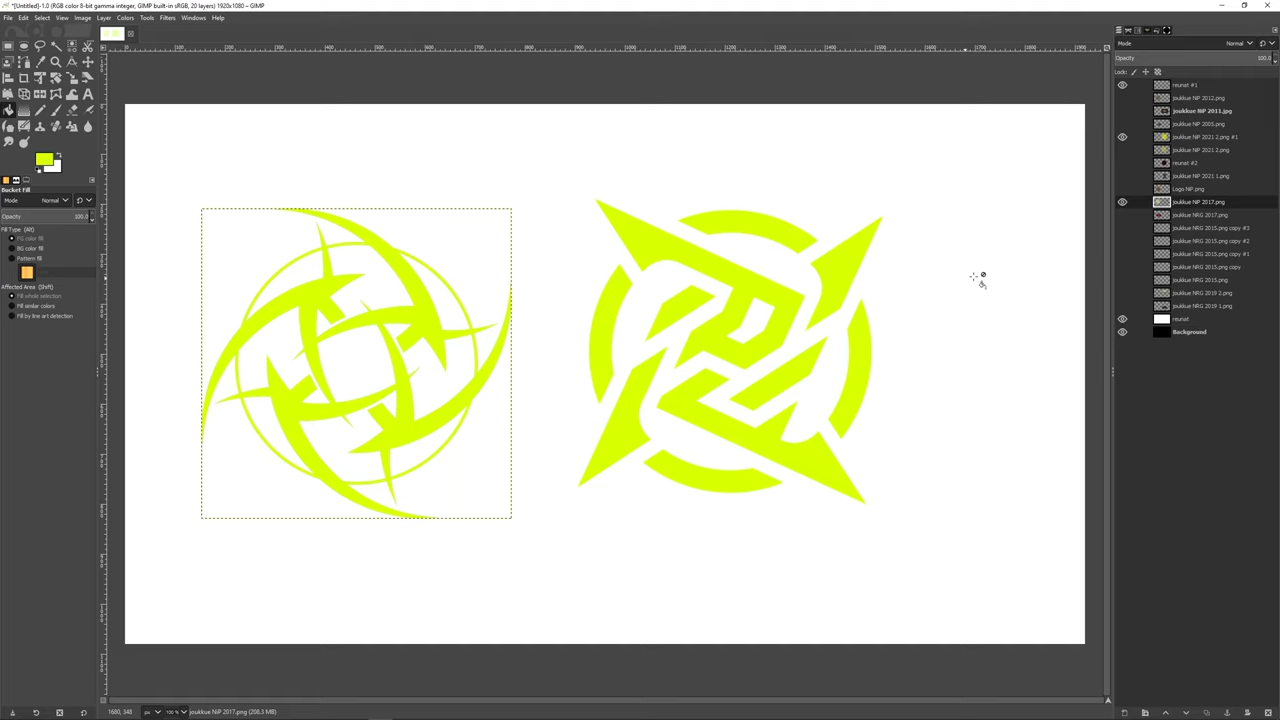 *[Untitled]-1.0 (RGB color 8-bit gamma integer, GIMP built-in sRGB, 20 layers) 1920x1080 – GIMP
File Edit Select View Image Layer Colors Tools Filters Windows Help
Bucket Fill
Mode Normal
Opacity 100.0
Fill Type (Alt)
FG color fill
BG color fill
Pattern fill
Affected Area (Shift)
Fill whole selection
Fill similar colors
Fill by line art detection
Mode Normal
Opacity 100.0
Lock:
reunat #1
joukkue NiP 2012.png
joukkue NiP 2011.jpg
joukkue NiP 2005.png
joukkue NiP 2021 2.png #1
joukkue NiP 2021 2.png
reunat #2
joukkue NiP 2021 1.png
Logo NiP.png
joukkue NiP 2017.png
joukkue NRG 2017.png
joukkue NRG 2015.png copy #3
joukkue NRG 2015.png copy #2
joukkue NRG 2015.png copy #1
joukkue NRG 2015.png copy
joukkue NRG 2015.png
joukkue NRG 2019 2.png
joukkue NRG 2019 1.png
reunat
Background
1680, 348 px 100 % joukkue NiP 2017.png (208.3 MB)